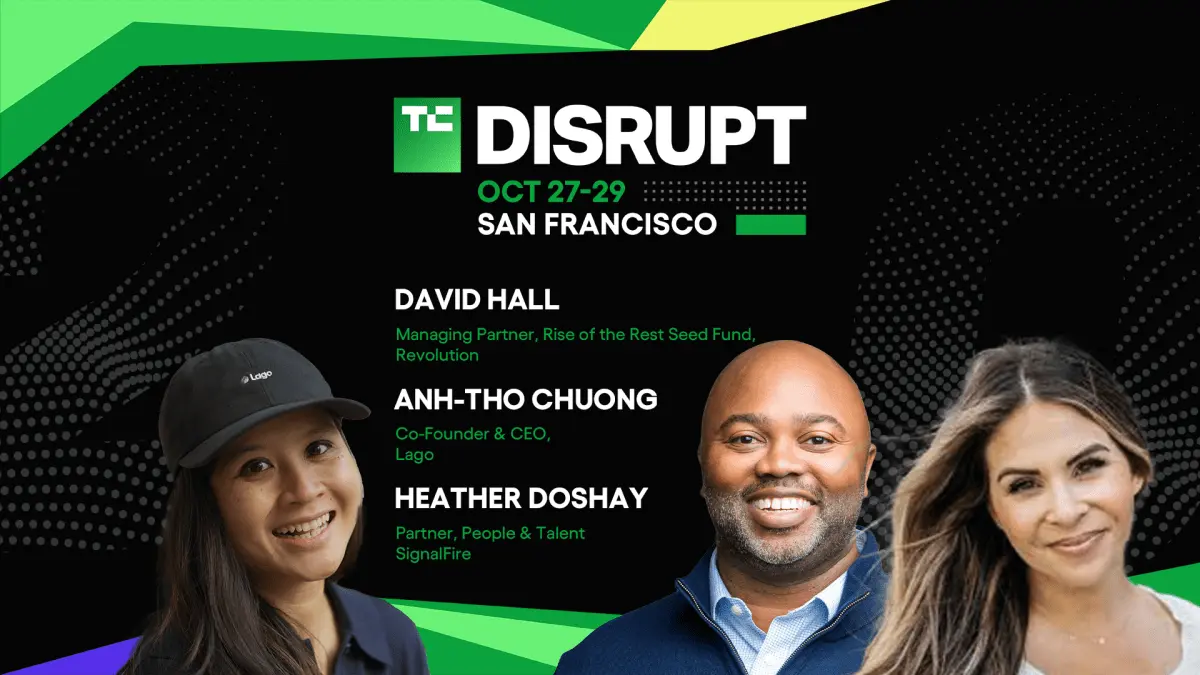 TC DISRUPT
OCT 27-29
SAN FRANCISCO
DAVID HALL
Managing Partner, Rise of the Rest Seed Fund,
Revolution
ANH-THO CHUONG
Co-Founder & CEO,
Lago
HEATHER DOSHAY
Partner, People & Talent
SignalFire
Lago